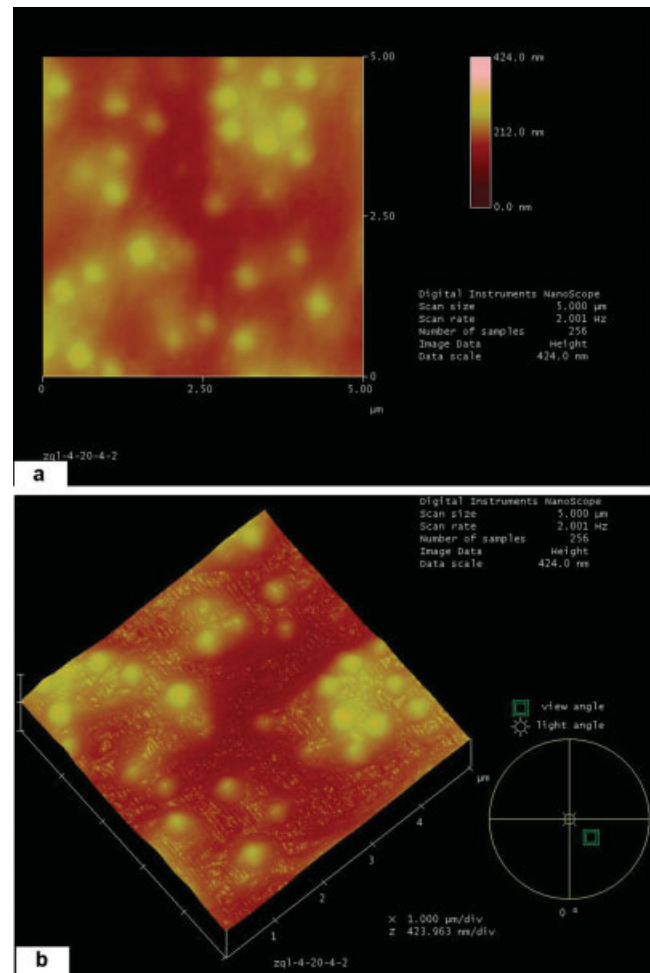 5.00
424.0 nm
212.0 nm
2.50
0.0 nm
Digital Instruments NanoScope
Scan size 5.000 µm
Scan rate 2.001 Hz
Number of samples 256
Image Data Height
Data scale 424.0 nm
0
0 2.50 5.00
µm
zq1-4-20-4-2
a
Digital Instruments NanoScope
Scan size 5.000 µm
Scan rate 2.001 Hz
Number of samples 256
Image Data Height
Data scale 424.0 nm
view angle
light angle
µm
4
3
2
1
X 1.000 µm/div
Z 423.963 nm/div
zq1-4-20-4-2
b